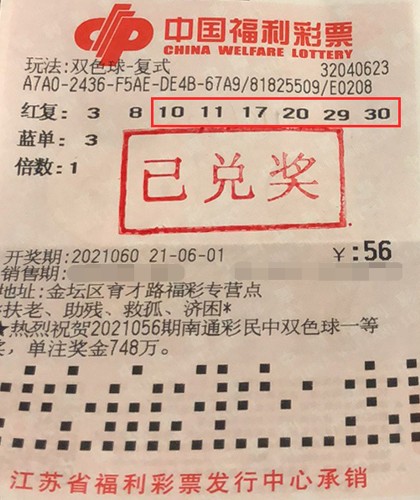 中国福利彩票
CHINA WELFARE LOTTERY
玩法:双色球-复式 32040623
A7A0-2436-F5AE-DE4B-67A9/81825509/E0208
红复: 3 8 10 11 17 20 29 30
蓝单: 3
倍数:1
已兑奖
开奖期:2021060 21-06-01 ¥:56
销售期:
地址:金坛区育才路福彩专营点
扶老、助残、救孤、济困*
★热烈祝贺2021056期南通彩民中双色球一等
奖,单注奖金748万。
江苏省福利彩票发行中心承销